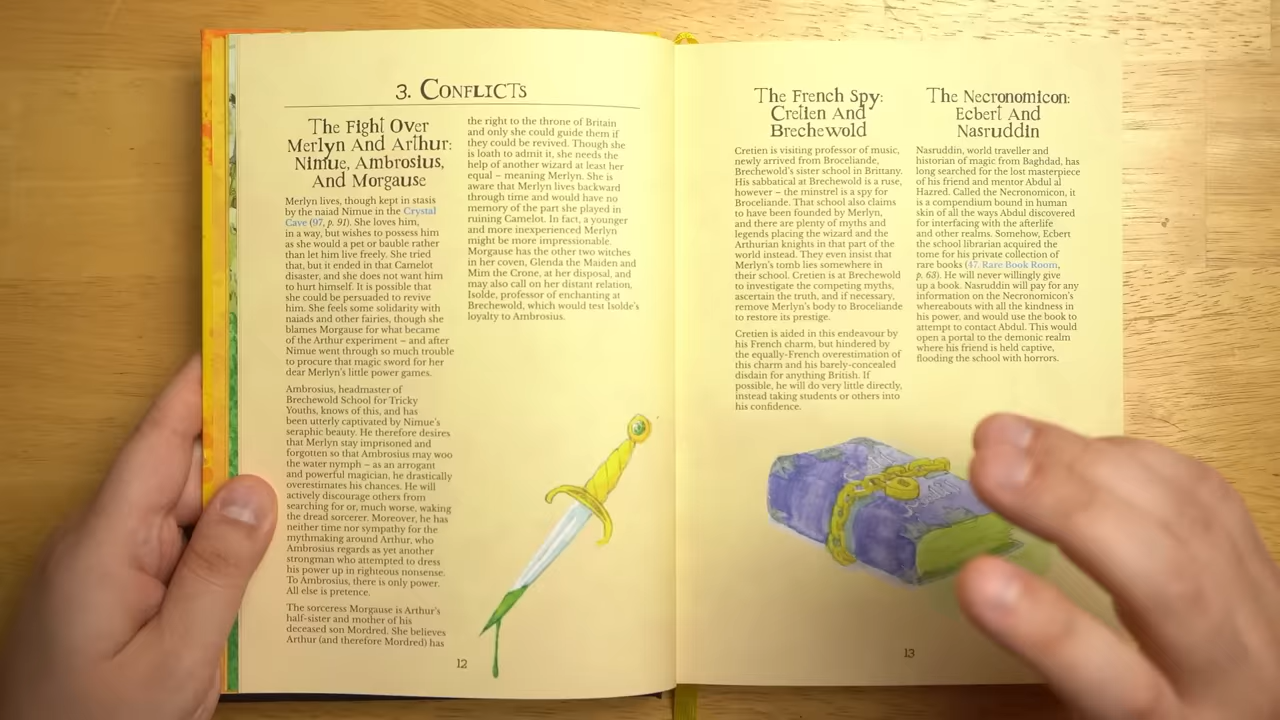 3. Conflicts
The Fight Over
Merlyn And Arthur:
Nimue, Ambrosius,
And Morgause
Merlyn lives, though kept in stasis
by the naiad Nimue in the Crystal
Cave (97, p. 91). She loves him,
in a way, but wishes to possess him
as she would a pet or bauble rather
than let him live freely. She tried
that, but it ended in that Camelot
disaster, and she does not want him
to hurt himself. It is possible that
she could be persuaded to revive
him. She feels some solidarity with
naiads and other fairies, though she
blames Morgause for what became
of the Arthur experiment – and after
Nimue went through so much trouble
to procure that magic sword for her
dear Merlyn's little power games.
Ambrosius, headmaster of
Brechewold School for Tricky
Youths, knows of this, and has
been utterly captivated by Nimue's
seraphic beauty. He therefore desires
that Merlyn stay imprisoned and
forgotten so that Ambrosius may woo
the water nymph – as an arrogant
and powerful magician, he drastically
overestimates his chances. He will
actively discourage others from
searching for or, much worse, waking
the dread sorcerer. Moreover, he has
neither time nor sympathy for the
mythmaking around Arthur, who
Ambrosius regards as yet another
strongman who attempted to dress
his power up in righteous nonsense.
To Ambrosius, there is only power.
All else is pretence.
The sorceress Morgause is Arthur's
half-sister and mother of his
deceased son Mordred. She believes
Arthur (and therefore Mordred) has
the right to the throne of Britain
and only she could guide them if
they could be revived. Though she
is loath to admit it, she needs the
help of another wizard at least her
equal – meaning Merlyn. She is
aware that Merlyn lives backward
through time and would have no
memory of the part she played in
ruining Camelot. In fact, a younger
and more inexperienced Merlyn
might be more impressionable.
Morgause has the other two witches
in her coven, Glenda the Maiden and
Mim the Crone, at her disposal, and
may also call on her distant relation,
Isolde, professor of enchanting at
Brechewold, which would test Isolde's
loyalty to Ambrosius.
12
The French Spy:
Cretien And
Brechewold
Cretien is visiting professor of music,
newly arrived from Broceliande,
Brechewold's sister school in Brittany.
His sabbatical at Brechewold is a ruse,
however – the minstrel is a spy for
Broceliande. That school also claims
to have been founded by Merlyn,
and there are plenty of myths and
legends placing the wizard and the
Arthurian knights in that part of the
world instead. They even insist that
Merlyn's tomb lies somewhere in
their school. Cretien is at Brechewold
to investigate the competing myths,
ascertain the truth, and if necessary,
remove Merlyn's body to Broceliande
to restore its prestige.
Cretien is aided in this endeavour by
his French charm, but hindered by
the equally-French overestimation of
this charm and his barely-concealed
disdain for anything British. If
possible, he will do very little directly,
instead taking students or others into
his confidence.
The Necronomicon:
Ecbert And
Nasruddin
Nasruddin, world traveller and
historian of magic from Baghdad, has
long searched for the lost masterpiece
of his friend and mentor Abdul al
Hazred. Called the Necronomicon, it
is a compendium bound in human
skin of all the ways Abdul discovered
for interfacing with the afterlife
and other realms. Somehow, Ecbert
the school librarian acquired the
tome for his private collection of
rare books (47. Rare Book Room,
p. 63). He will never willingly give
up a book. Nasruddin will pay for any
information on the Necronomicon's
whereabouts with all the kindness in
his power, and would use the book to
attempt to contact Abdul. This would
open a portal to the demonic realm
where his friend is held captive,
flooding the school with horrors.
13